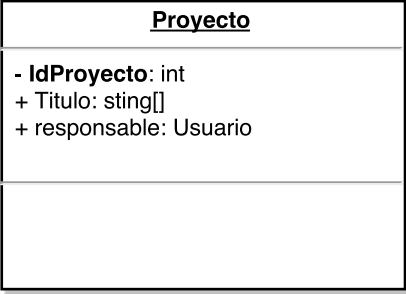 Proyecto
- IdProyecto: int
+ Titulo: sting[]
+ responsable: Usuario